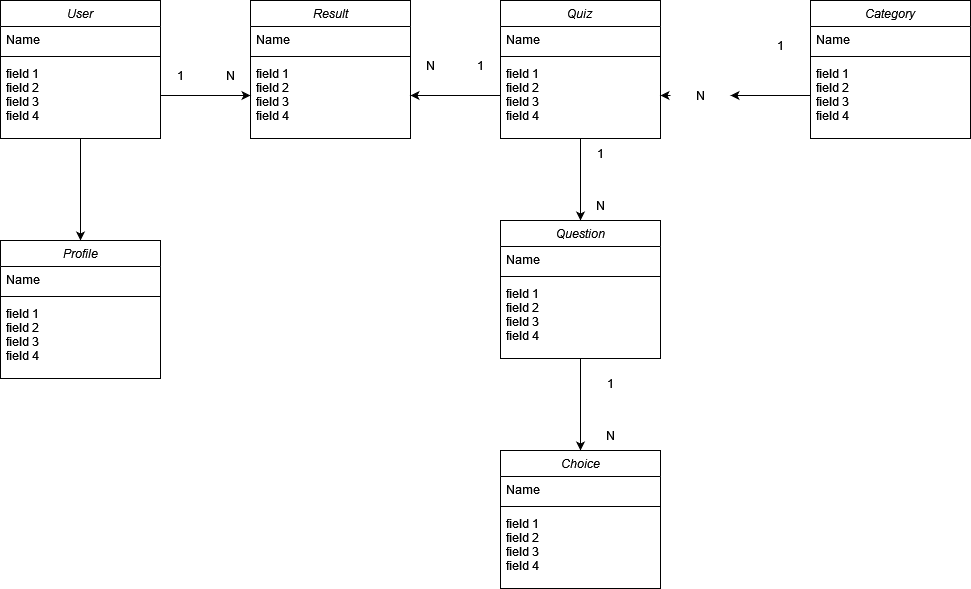 User
Name
field 1
field 2
field 3
field 4
1
N
Result
Name
field 1
field 2
field 3
field 4
N
1
Quiz
Name
field 1
field 2
field 3
field 4
N
1
Category
Name
field 1
field 2
field 3
field 4
1
N
Profile
Name
field 1
field 2
field 3
field 4
Question
Name
field 1
field 2
field 3
field 4
1
N
Choice
Name
field 1
field 2
field 3
field 4